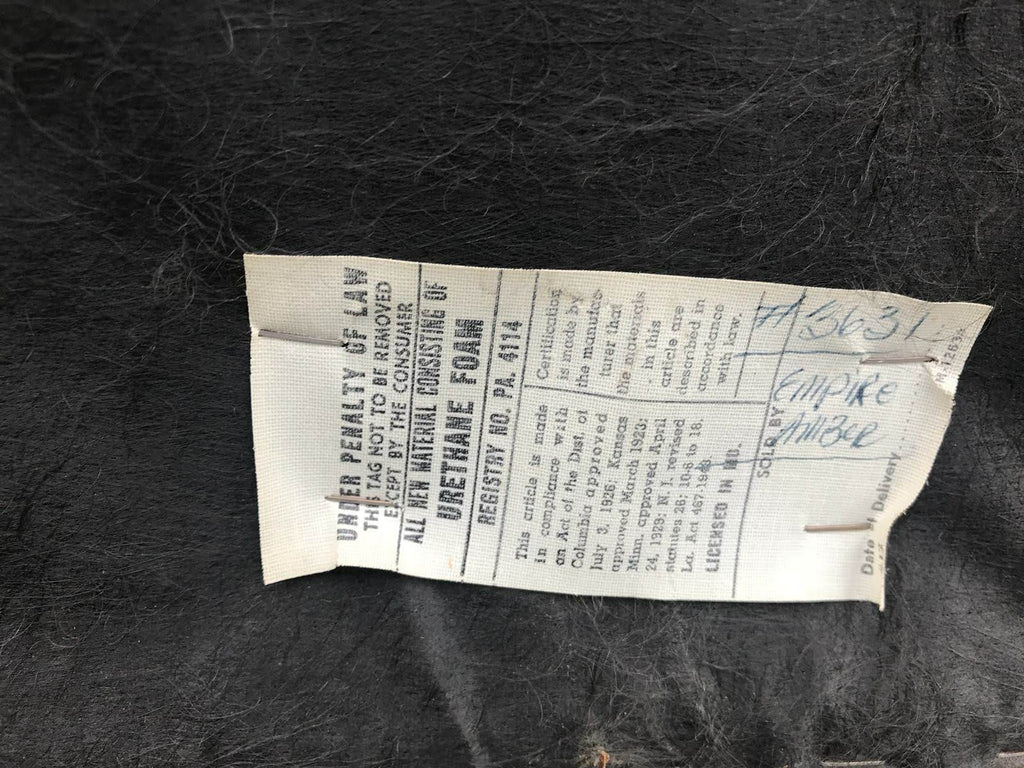 UNDER PENALTY OF LAW
THIS TAG NOT TO BE REMOVED
EXCEPT BY THE CONSUMER
ALL NEW MATERIAL CONSISTING OF
URETHANE FOAM
REGISTRY NO. PA. 4114
This article is made
in compliance with
an Act of the Dist. of
Columbia approved
July 3, 1926; Kansas
approved March 1923;
Minn. approved April
24, 1929; N. J. revised
statutes 26: 10-6 to 18.
La. Act 467, 1948.
LICENSED IN MD.
Certification
is made by
the manufac-
turer that
the materials
in this
article are
described in
accordance
with law.
SOLD BY
# 3631
EMPIRE
AMBER
Date of Delivery